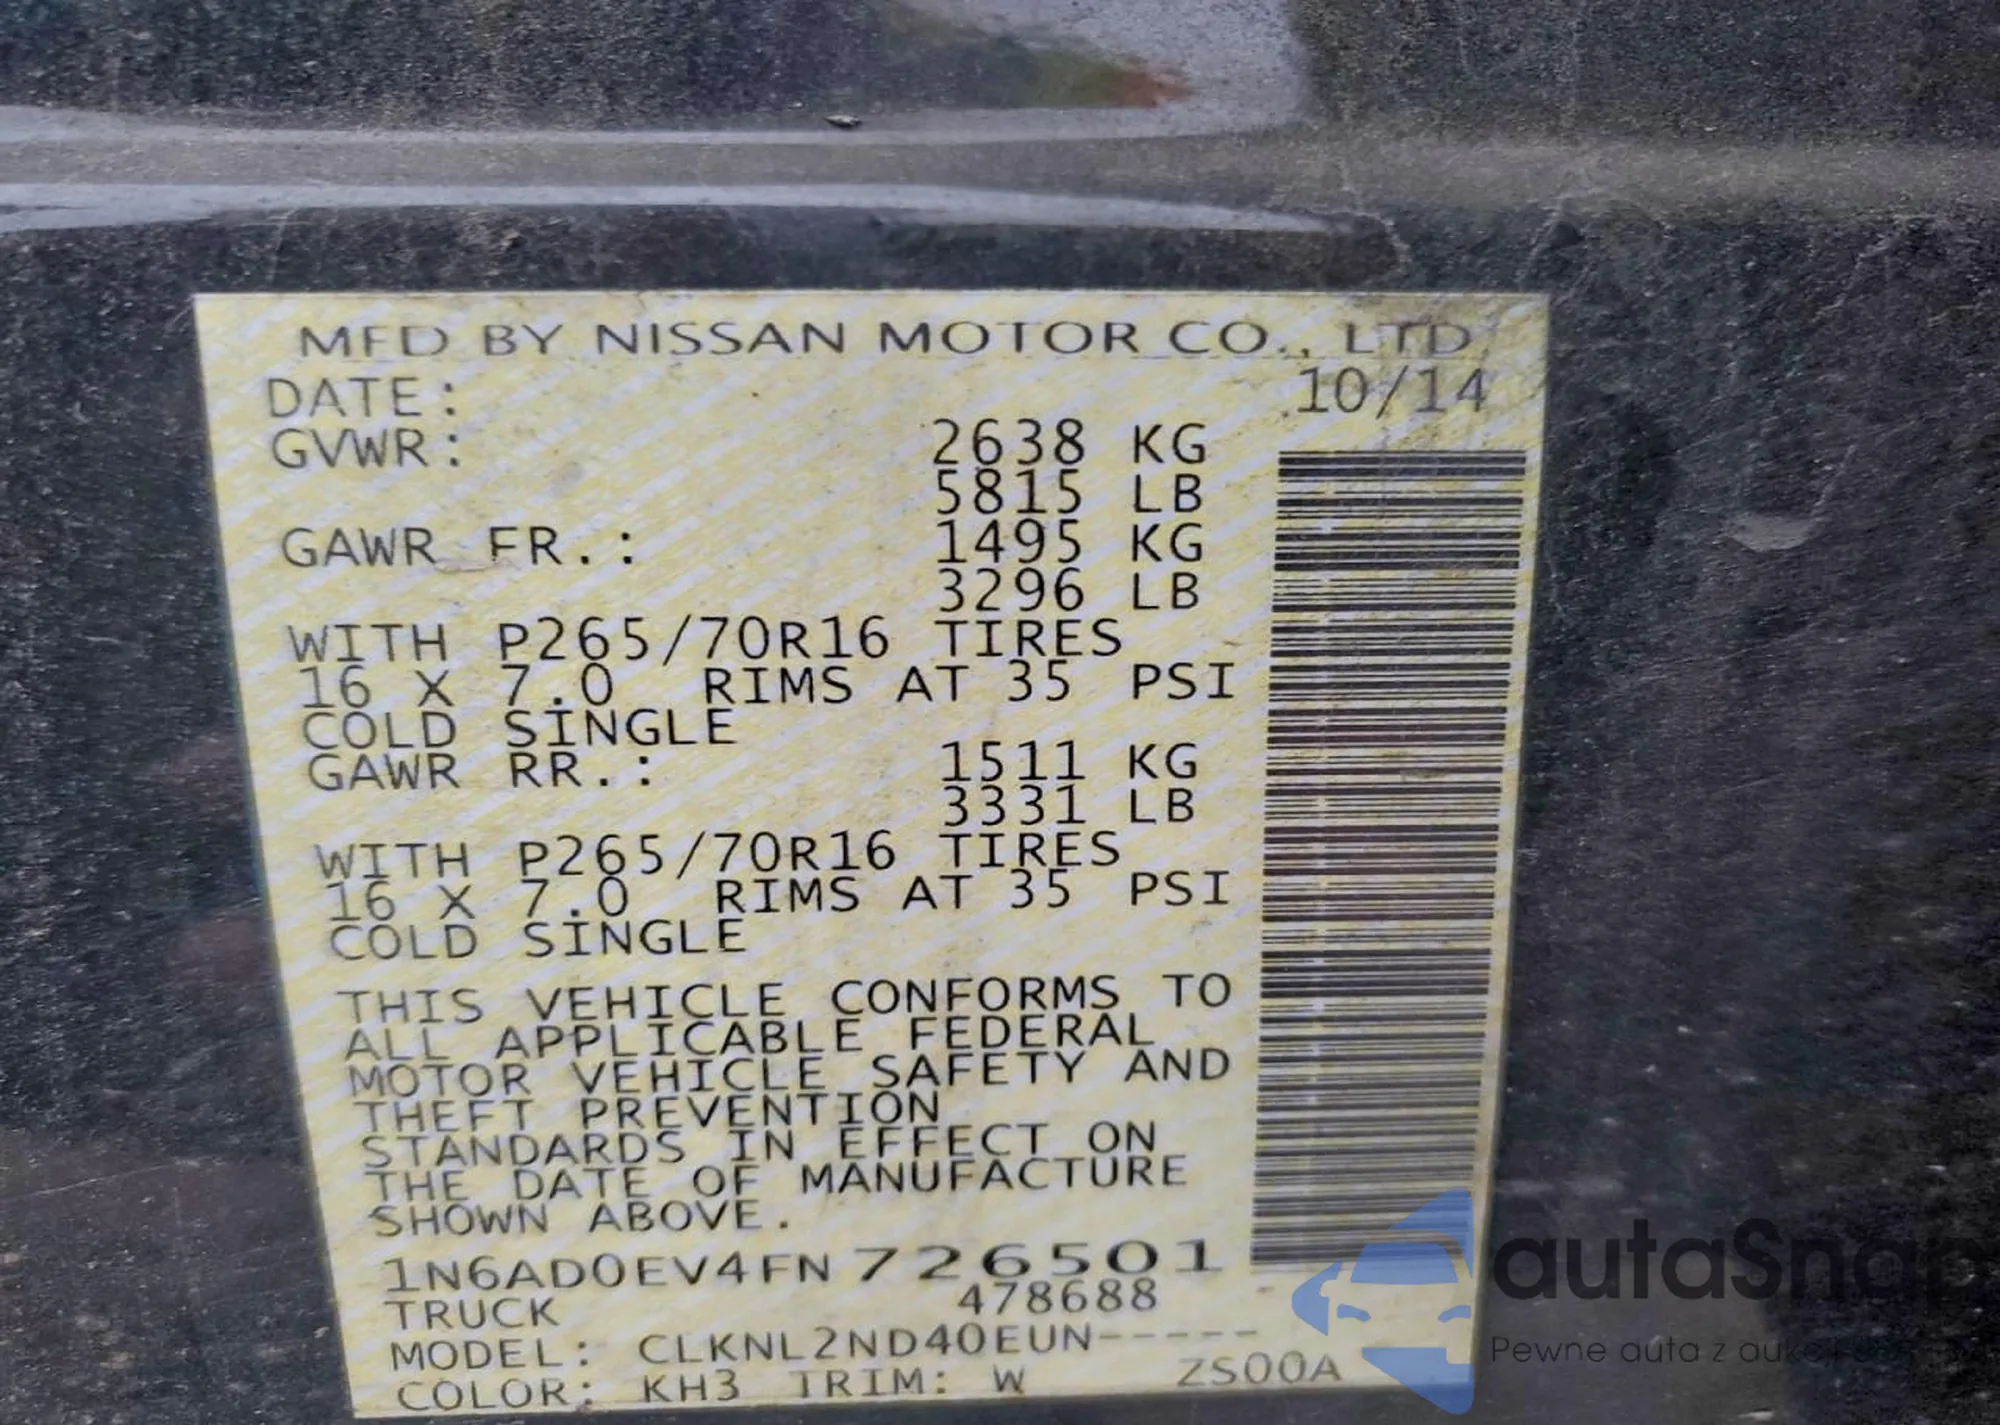 MFD BY NISSAN MOTOR CO., LTD
DATE: 10/14
GVWR: 2638 KG
5815 LB
GAWR FR.: 1495 KG
3296 LB
WITH P265/70R16 TIRES
16 X 7.0 RIMS AT 35 PSI
COLD SINGLE
GAWR RR.: 1511 KG
3331 LB
WITH P265/70R16 TIRES
16 X 7.0 RIMS AT 35 PSI
COLD SINGLE
THIS VEHICLE CONFORMS TO
ALL APPLICABLE FEDERAL
MOTOR VEHICLE SAFETY AND
THEFT PREVENTION
STANDARDS IN EFFECT ON
THE DATE OF MANUFACTURE
SHOWN ABOVE.
1N6AD0EV4FN726501
TRUCK 478688
MODEL: CLKNL2ND40EUN-----
COLOR: KH3 TRIM: W ZS00A
autaSnap
Pewne auta z